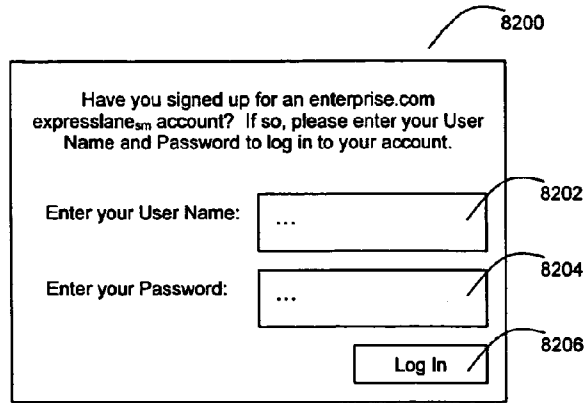 8200
Have you signed up for an enterprise.com
expresslanesm account? If so, please enter your User
Name and Password to log in to your account.
8202
Enter your User Name: ...
8204
Enter your Password: ...
8206
Log In